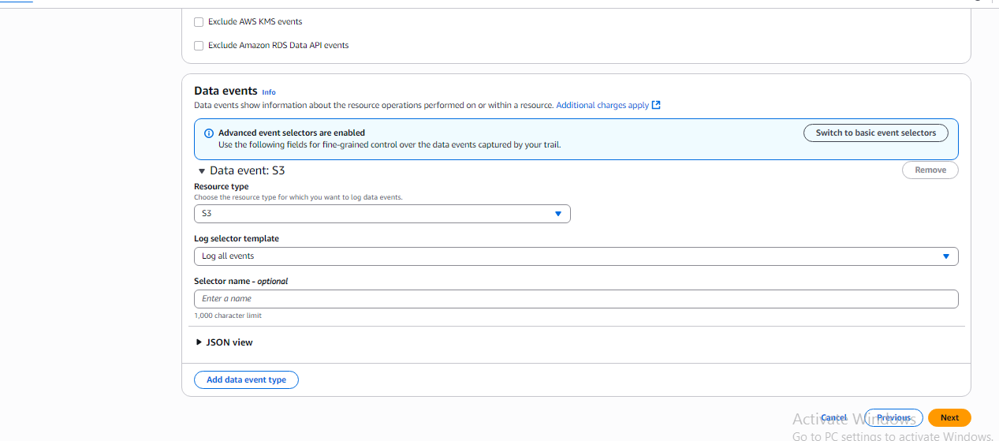 Exclude AWS KMS events
Exclude Amazon RDS Data API events
Data events Info
Data events show information about the resource operations performed on or within a resource. Additional charges apply
Advanced event selectors are enabled
Switch to basic event selectors
Use the following fields for fine-grained control over the data events captured by your trail.
Data event: S3
Remove
Resource type
Choose the resource type for which you want to log data events.
S3
Log selector template
Log all events
Selector name - optional
Enter a name
1,000 character limit
JSON view
Add data event type
Cancel
Previous
Next
Activate Windows
Go to PC settings to activate Windows.